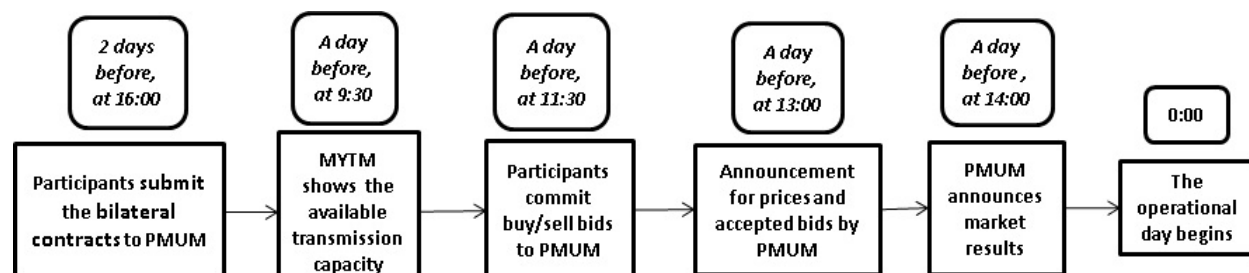 2 days
before,
at 16:00
A day
before,
at 9:30
A day
before,
at 11:30
A day
before,
at 13:00
A day
before ,
at 14:00
0:00
Participants submit
the bilateral
contracts to PMUM
MYTM
shows the
available
transmission
capacity
Participants
commit
buy/sell bids
to PMUM
Announcement
for prices and
accepted bids by
PMUM
PMUM
announces
market
results
The
operational
day begins